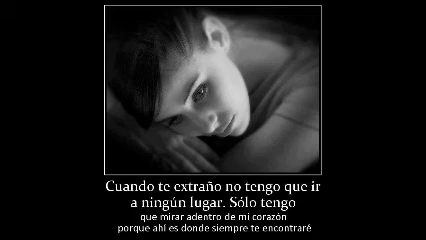 Cuando te extraño no tengo que ir
a ningún lugar. Sólo tengo
que mirar adentro de mi corazón
porque ahí es donde siempre te encontraré